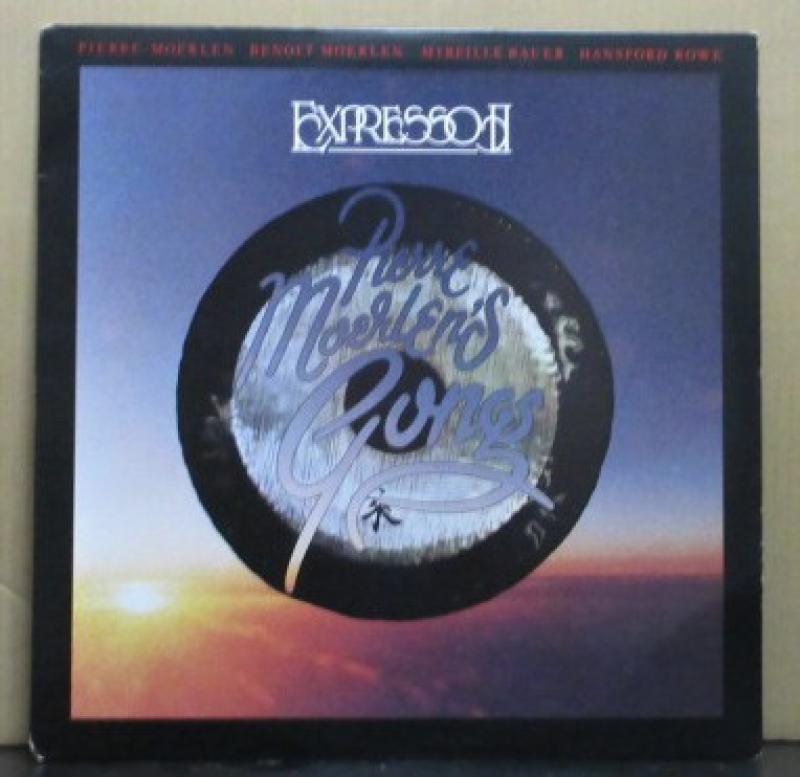 PIERRE MOERLEN BENOIT MOERLEN MIREILLE BAUER HANSFORD ROWE
EXPRESSO II
Pierre
Moerlen's
Gong